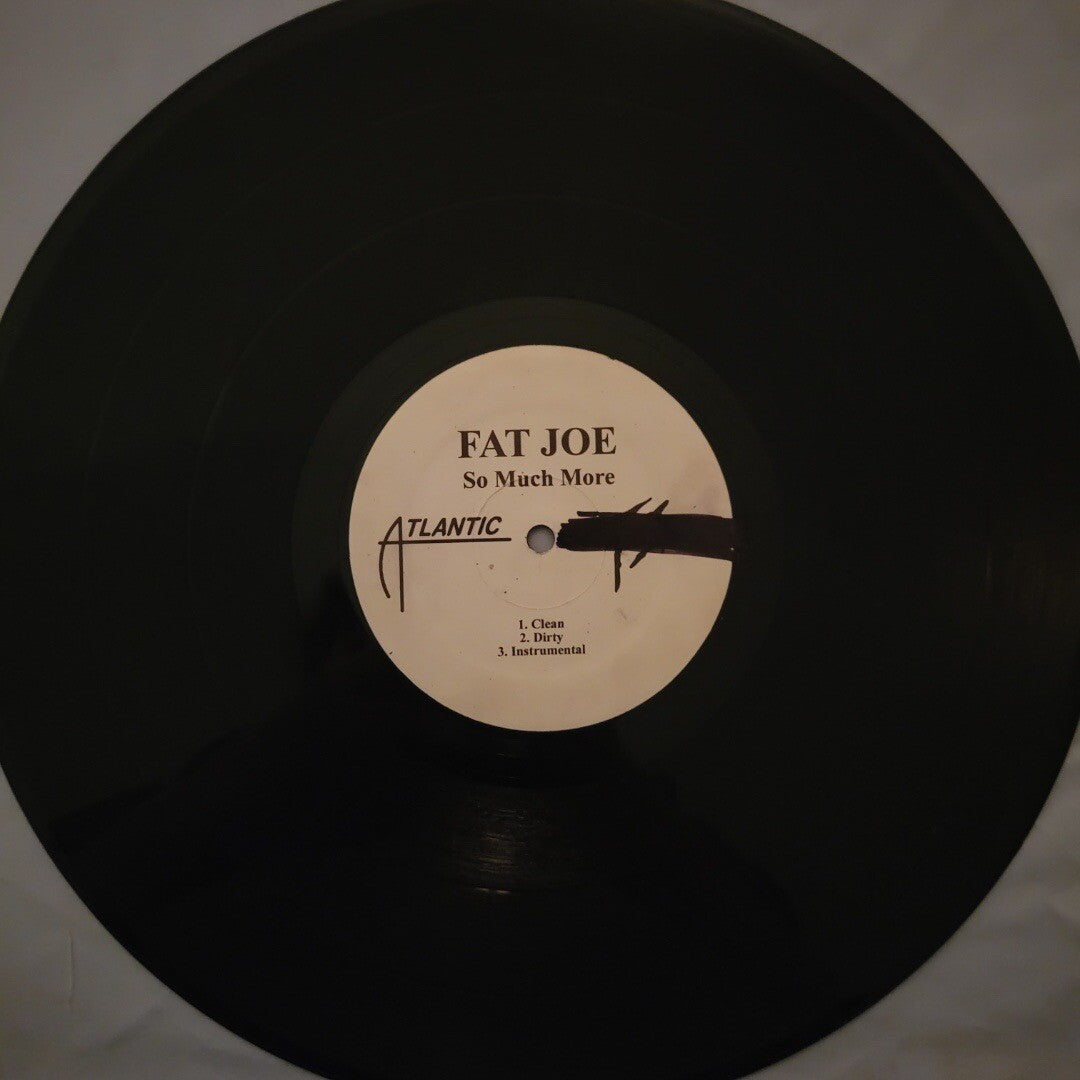 FAT JOE
So Much More
ATLANTIC
1. Clean
2. Dirty
3. Instrumental